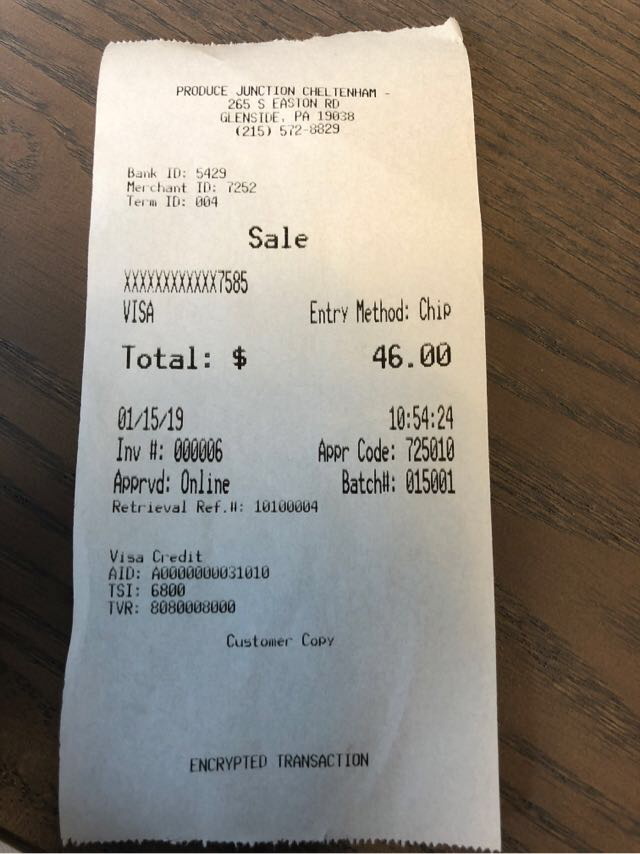 PRODUCE JUNCTION CHELTENHAM -
265 S EASTON RD
GLENSIDE, PA 19038
(215) 572-8829
Bank ID: 5429
Merchant ID: 7252
Term ID: 004
Sale
XXXXXXXXXXXX7585
VISA Entry Method: Chip
Total: $ 46.00
01/15/19 10:54:24
Inv #: 000006 Appr Code: 725010
Apprvd: Online Batch#: 015001
Retrieval Ref.#: 10100004
Visa Credit
AID: A0000000031010
TSI: 6800
TVR: 8080008000
Customer Copy
ENCRYPTED TRANSACTION